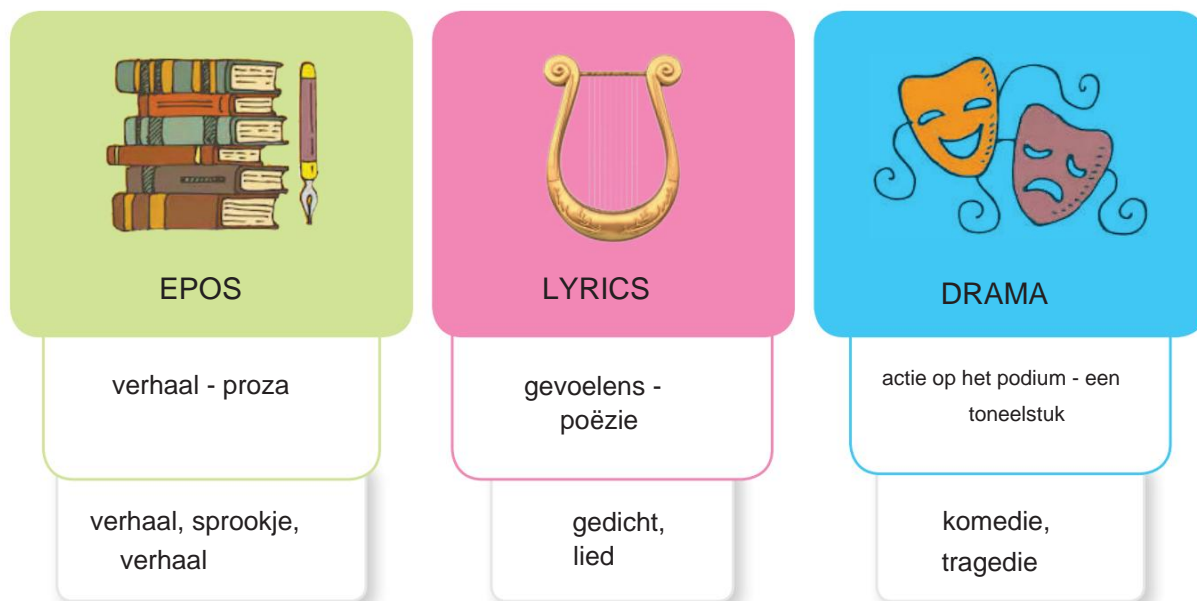 EPOS
verhaal - proza
verhaal, sprookje,
verhaal
LYRICS
gevoelens -
poëzie
gedicht,
lied
DRAMA
actie op het podium - een
toneelstuk
komedie,
tragedie